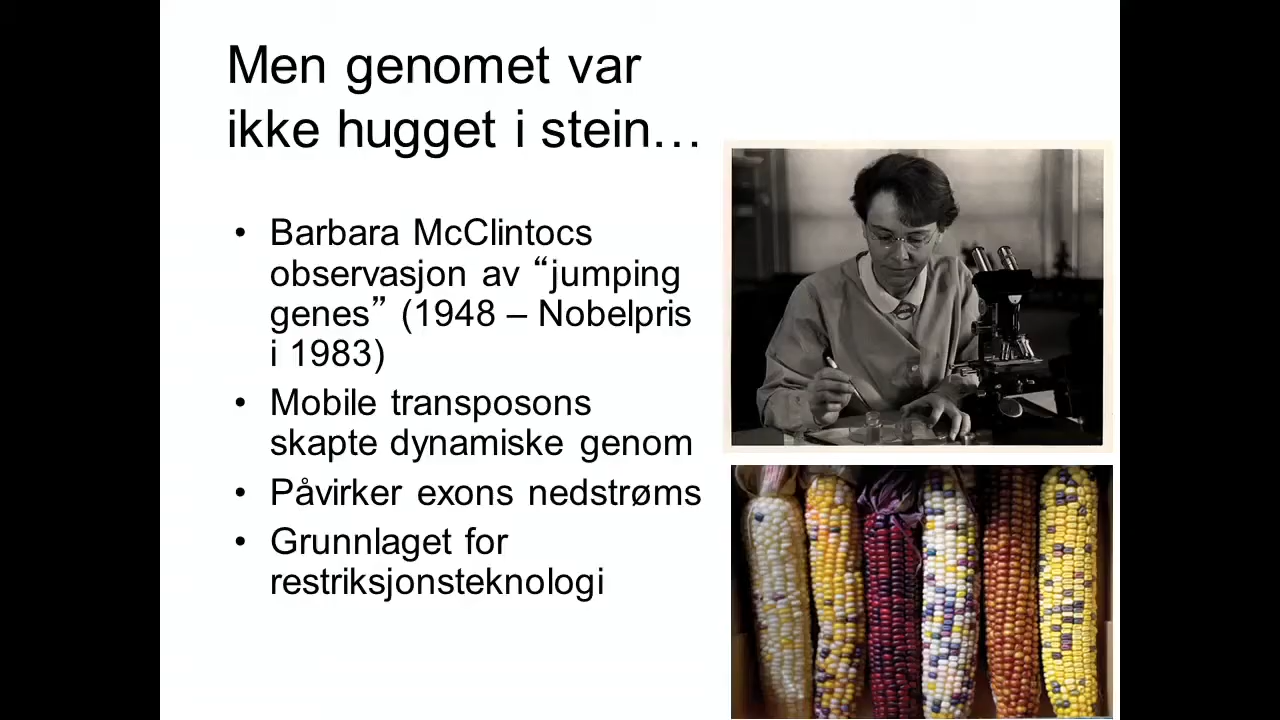 Men genomet var
ikke hugget i stein…
• Barbara McClintocs
observasjon av “jumping
genes” (1948 – Nobelpris
i 1983)
• Mobile transposons
skapte dynamiske genom
• Påvirker exons nedstrøms
• Grunnlaget for
restriksjonsteknologi